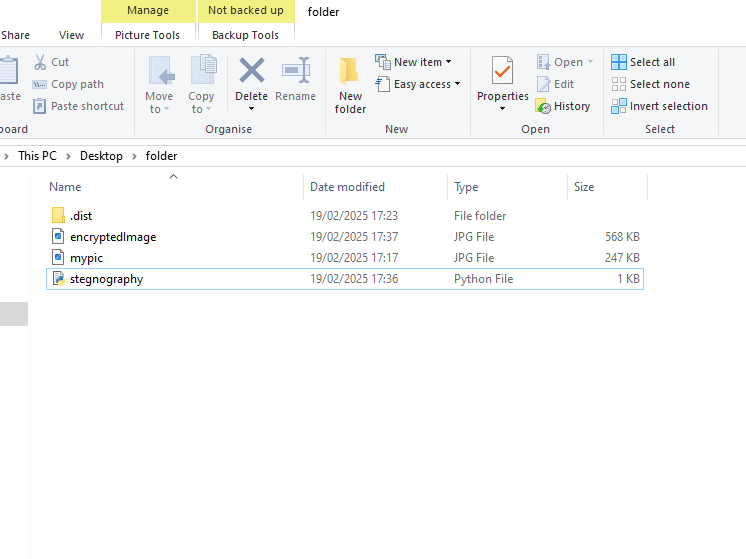 Manage Not backed up folder
Share View Picture Tools Backup Tools
Cut
Copy path
Paste shortcut
Move to
Copy to
Delete
Rename
New folder
New item
Easy access
Properties
Open
Edit
History
Select all
Select none
Invert selection
Organise New Open Select
This PC > Desktop > folder
Name Date modified Type Size
.dist 19/02/2025 17:23 File folder
encryptedImage 19/02/2025 17:37 JPG File 568 KB
mypic 19/02/2025 17:17 JPG File 247 KB
stegnography 19/02/2025 17:36 Python File 1 KB